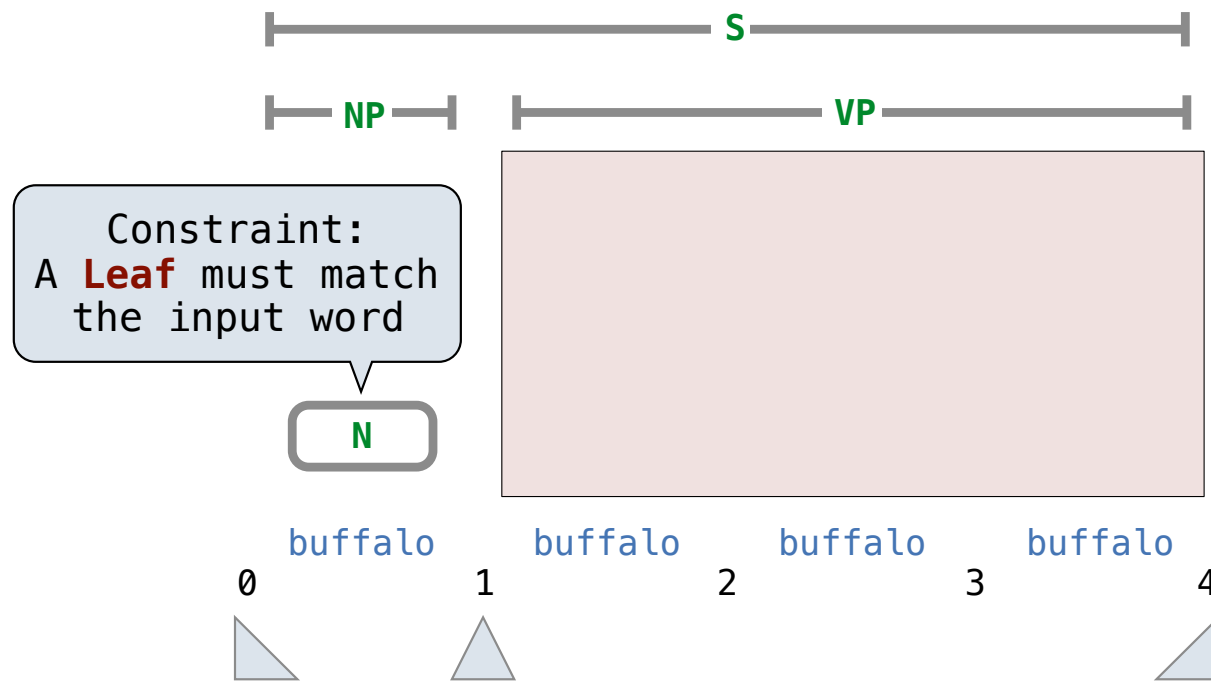 S
NP VP
Constraint:
A Leaf must match
the input word
N
buffalo buffalo buffalo buffalo
0 1 2 3 4